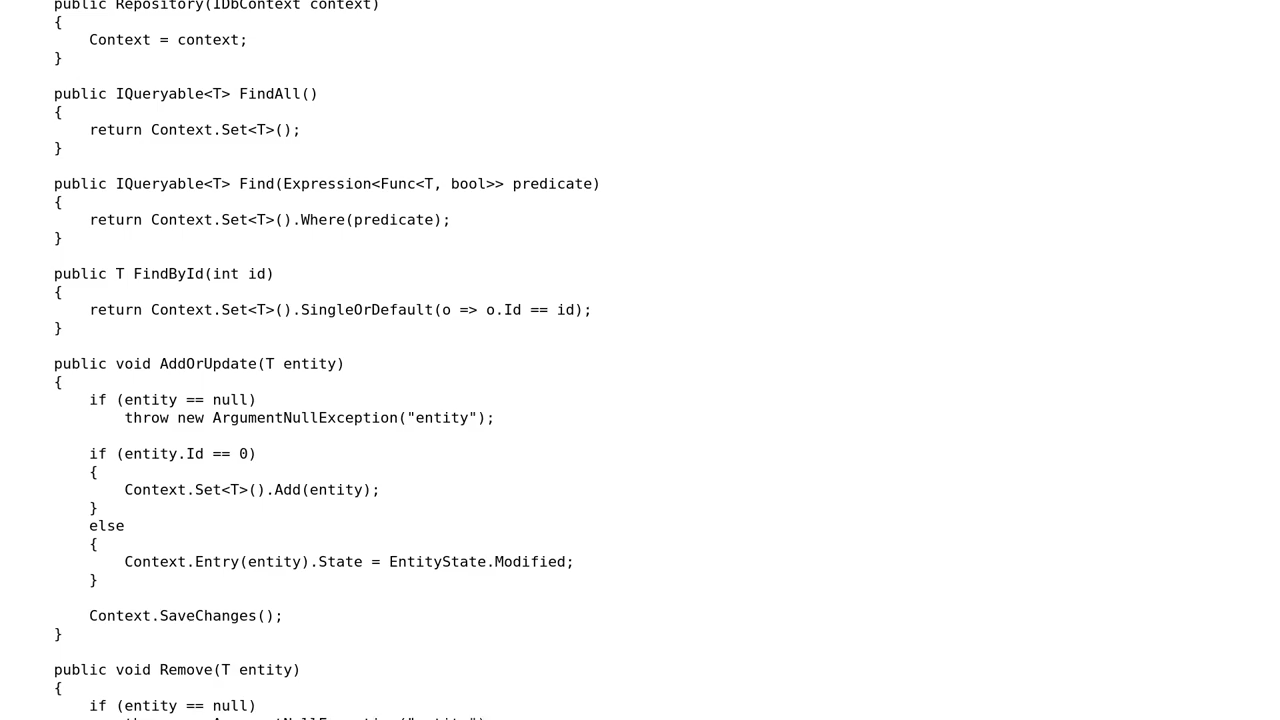 public Repository(IDbContext context)
{
    Context = context;
}

public IQueryable<T> FindAll()
{
    return Context.Set<T>();
}

public IQueryable<T> Find(Expression<Func<T, bool>> predicate)
{
    return Context.Set<T>().Where(predicate);
}

public T FindById(int id)
{
    return Context.Set<T>().SingleOrDefault(o => o.Id == id);
}

public void AddOrUpdate(T entity)
{
    if (entity == null)
        throw new ArgumentNullException("entity");

    if (entity.Id == 0)
    {
        Context.Set<T>().Add(entity);
    }
    else
    {
        Context.Entry(entity).State = EntityState.Modified;
    }

    Context.SaveChanges();
}

public void Remove(T entity)
{
    if (entity == null)